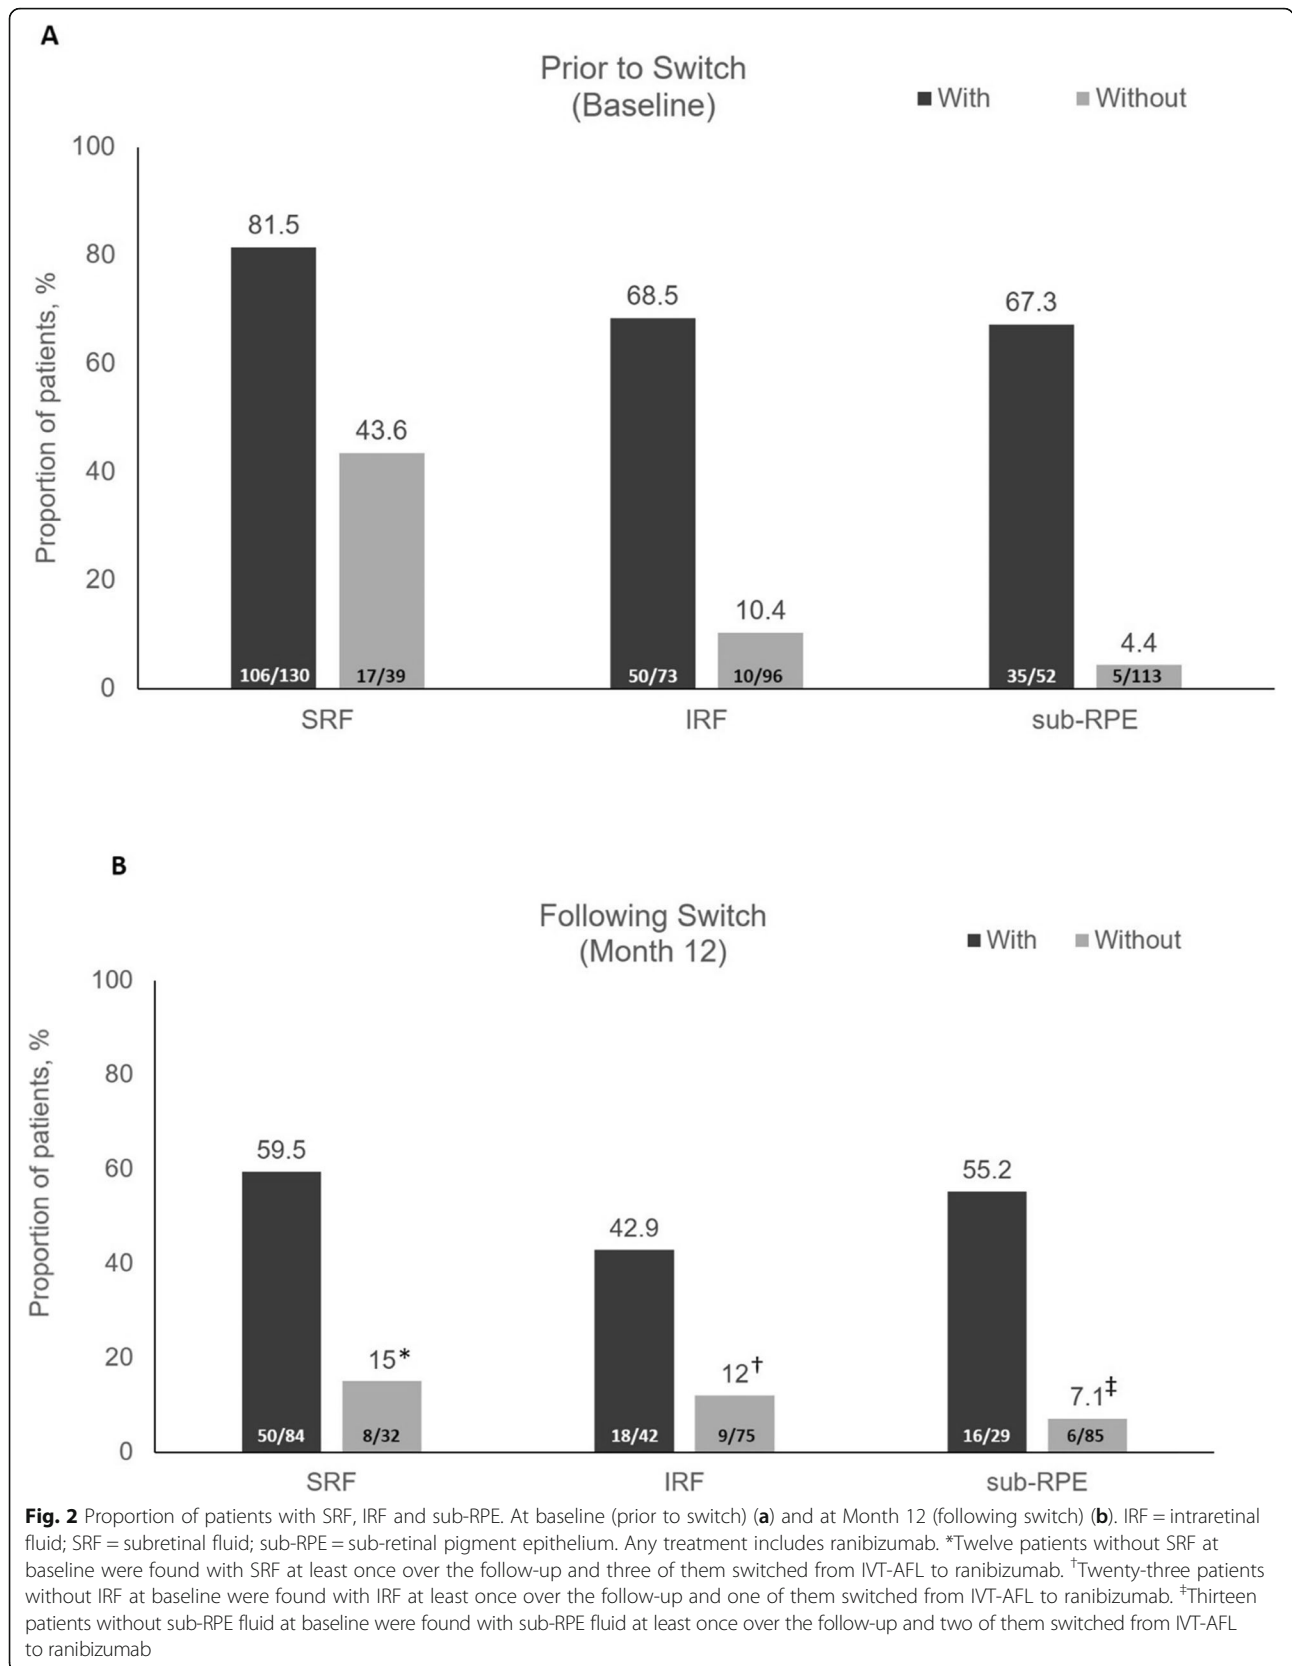 A
Prior to Switch
(Baseline)
With
Without
Proportion of patients, %
100
80
60
40
20
0
81.5
43.6
68.5
10.4
67.3
4.4
106/130
17/39
50/73
10/96
35/52
5/113
SRF
IRF
sub-RPE
B
Following Switch
(Month 12)
With
Without
Proportion of patients, %
100
80
60
40
20
0
59.5
15*
42.9
12†
55.2
7.1‡
50/84
8/32
18/42
9/75
16/29
6/85
SRF
IRF
sub-RPE
Fig. 2 Proportion of patients with SRF, IRF and sub-RPE. At baseline (prior to switch) (a) and at Month 12 (following switch) (b). IRF = intraretinal
fluid; SRF = subretinal fluid; sub-RPE = sub-retinal pigment epithelium. Any treatment includes ranibizumab. *Twelve patients without SRF at
baseline were found with SRF at least once over the follow-up and three of them switched from IVT-AFL to ranibizumab. †Twenty-three patients
without IRF at baseline were found with IRF at least once over the follow-up and one of them switched from IVT-AFL to ranibizumab. ‡Thirteen
patients without sub-RPE fluid at baseline were found with sub-RPE fluid at least once over the follow-up and two of them switched from IVT-AFL
to ranibizumab